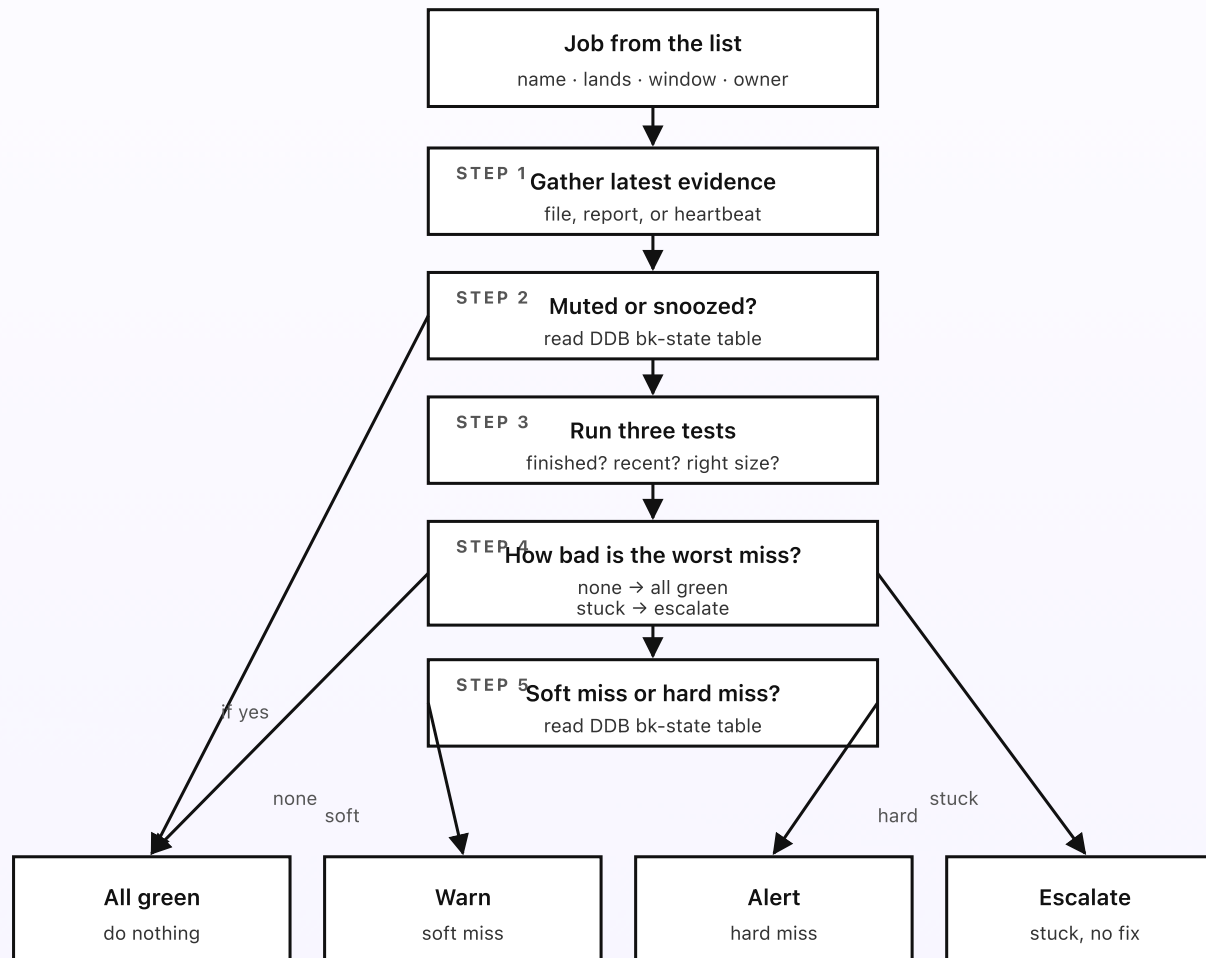 Job from the list
name · lands · window · owner
STEP 1
Gather latest evidence
file, report, or heartbeat
STEP 2
Muted or snoozed?
read DDB bk-state table
STEP 3
Run three tests
finished? recent? right size?
STEP 4
How bad is the worst miss?
none → all green
stuck → escalate
STEP 5
Soft miss or hard miss?
read DDB bk-state table
if yes
none
soft
stuck
hard
All green
do nothing
Warn
soft miss
Alert
hard miss
Escalate
stuck, no fix